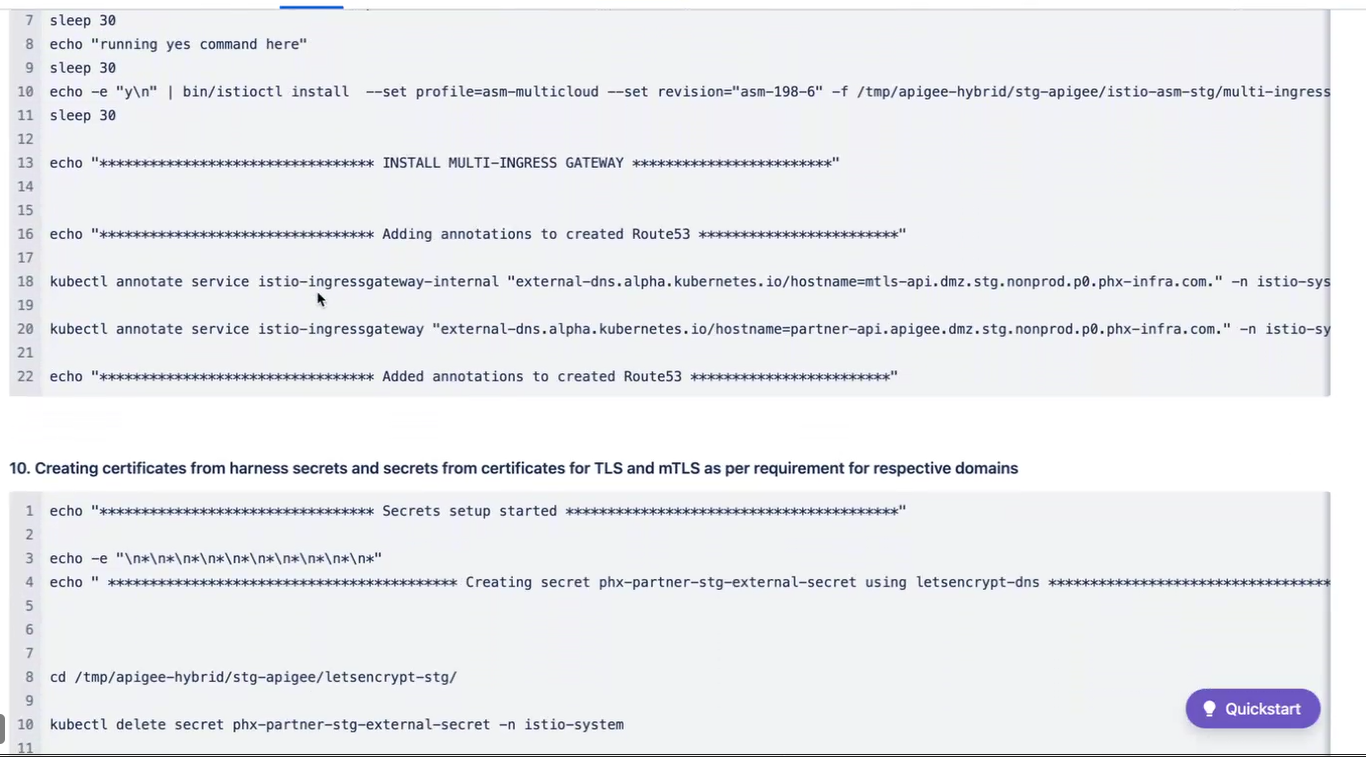 7 sleep 30
8 echo "running yes command here"
9 sleep 30
10 echo -e "y\n" | bin/istioctl install  --set profile=asm-multicloud --set revision="asm-198-6" -f /tmp/apigee-hybrid/stg-apigee/istio-asm-stg/multi-ingress
11 sleep 30
12
13 echo "********************************* INSTALL MULTI-INGRESS GATEWAY ************************"
14
15
16 echo "********************************* Adding annotations to created Route53 ************************"
17
18 kubectl annotate service istio-ingressgateway-internal "external-dns.alpha.kubernetes.io/hostname=mtls-api.dmz.stg.nonprod.p0.phx-infra.com." -n istio-sys
19
20 kubectl annotate service istio-ingressgateway "external-dns.alpha.kubernetes.io/hostname=partner-api.apigee.dmz.stg.nonprod.p0.phx-infra.com." -n istio-sy
21
22 echo "********************************* Added annotations to created Route53 ************************"
10. Creating certificates from harness secrets and secrets from certificates for TLS and mTLS as per requirement for respective domains
1 echo "********************************* Secrets setup started ****************************************"
2
3 echo -e "\n*\n*\n*\n*\n*\n*\n*\n*\n*\n*"
4 echo " ****************************************** Creating secret phx-partner-stg-external-secret using letsencrypt-dns **********************************
5
6
7
8 cd /tmp/apigee-hybrid/stg-apigee/letsencrypt-stg/
9
10 kubectl delete secret phx-partner-stg-external-secret -n istio-system
11
Quickstart